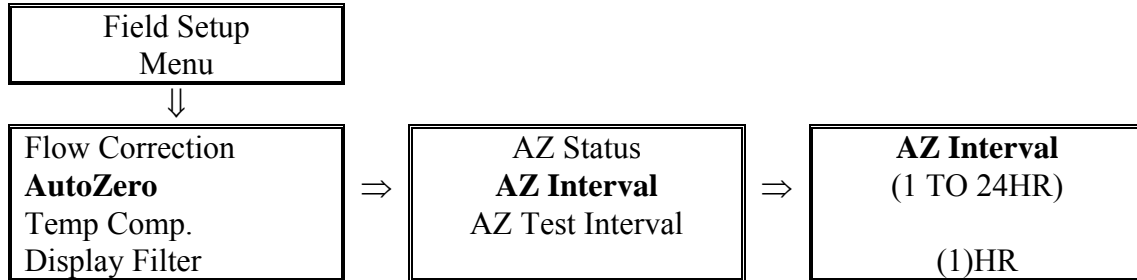 Field Setup
Menu
⇓
Flow Correction
AutoZero
Temp Comp.
Display Filter
⇒
AZ Status
AZ Interval
AZ Test Interval
⇒
AZ Interval
(1 TO 24HR)
(1)HR